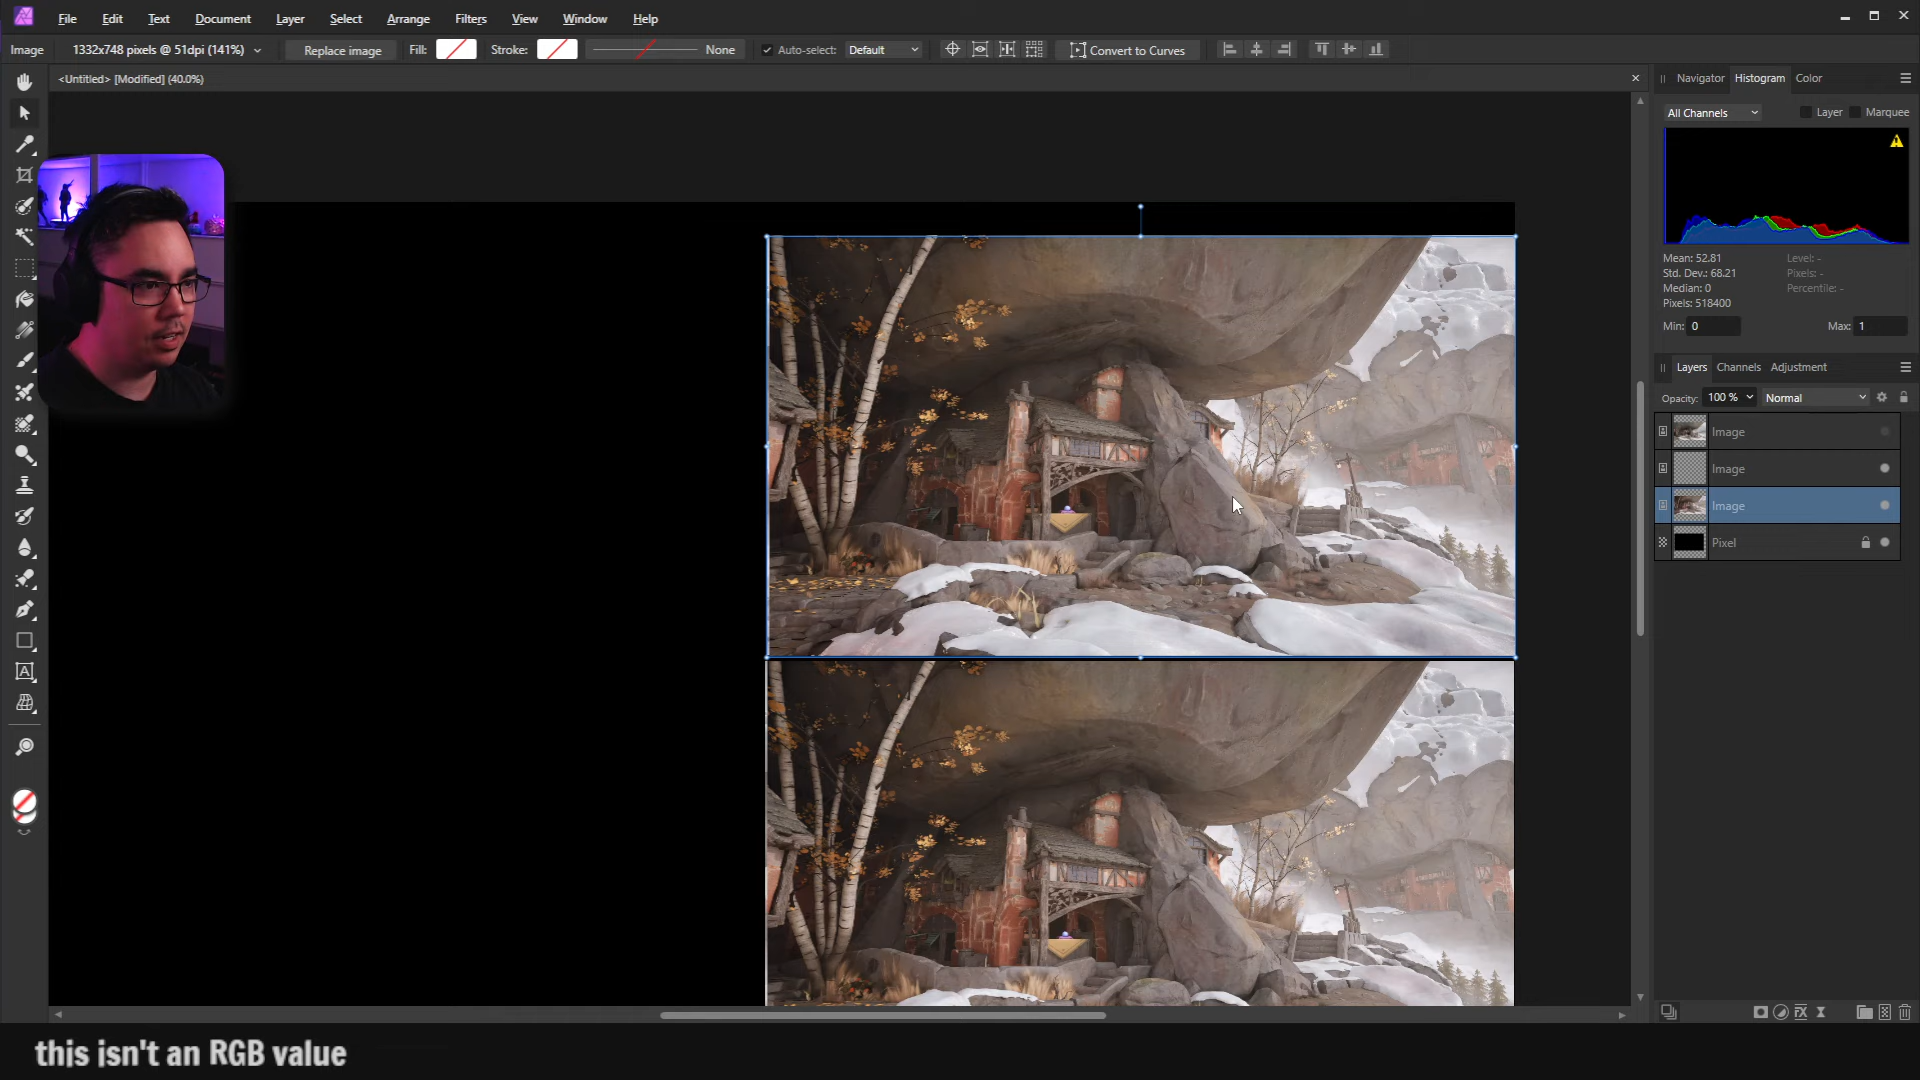 File Edit Text Document Layer Select Arrange Filters View Window Help
Image 1332x748 pixels @ 51dpi (141%) Replace image Fill: Stroke: None Auto-select: Default Convert to Curves
<Untitled> [Modified] (40.0%)
Navigator Histogram Color
All Channels Layer Marquee
Mean: 52.81 Level: -
Std. Dev.: 68.21 Pixels: -
Median: 0 Percentile: -
Pixels: 518400
Min: 0 Max: 1
Layers Channels Adjustment
Opacity: 100 % Normal
Image
Image
Image
Pixel
this isn't an RGB value